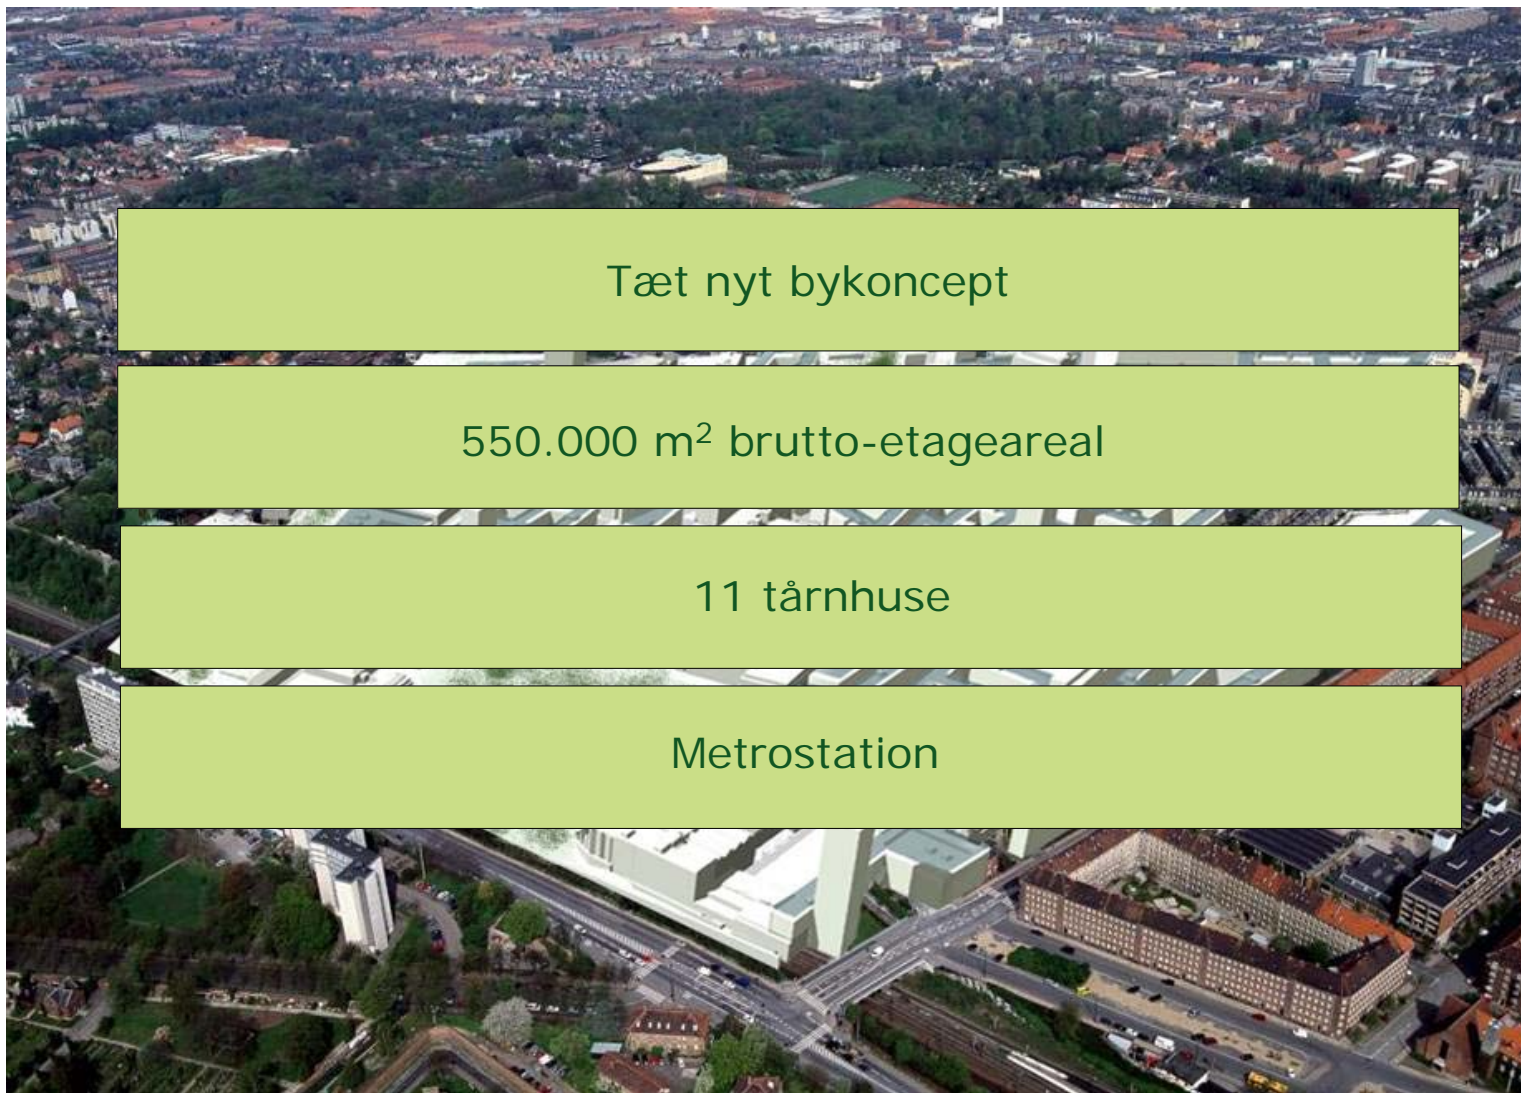 Tæt nyt bykoncept
550.000 m² brutto-etageareal
11 tårnhuse
Metrostation